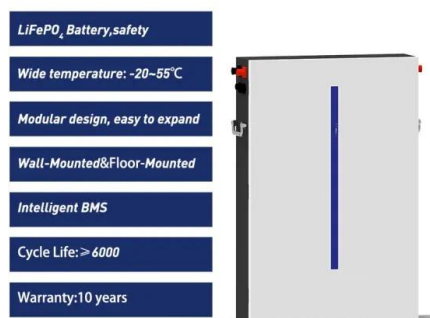 LiFePO₄ Battery,safety
Wide temperature: -20~55℃
Modular design, easy to expand
Wall-Mounted&Floor-Mounted
Intelligent BMS
Cycle Life:≥6000
Warranty:10 years